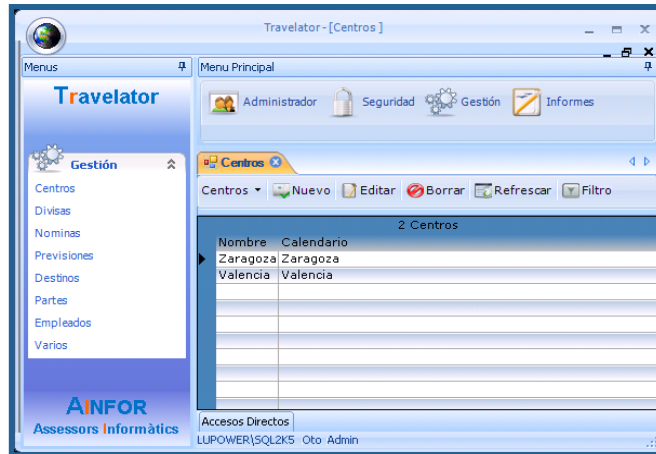 Travelator - [Centros ]
Menus
Menu Principal
Travelator
Administrador Seguridad Gestión Informes
Gestión
Centros
Divisas
Nominas
Previsiones
Destinos
Partes
Empleados
Varios
AINFOR
Assessors Informàtics
Centros
Centros Nuevo Editar Borrar Refrescar Filtro
2 Centros
Nombre Calendario
Zaragoza Zaragoza
Valencia Valencia
Accesos Directos
LUPOWER\SQL2K5 Oto Admin